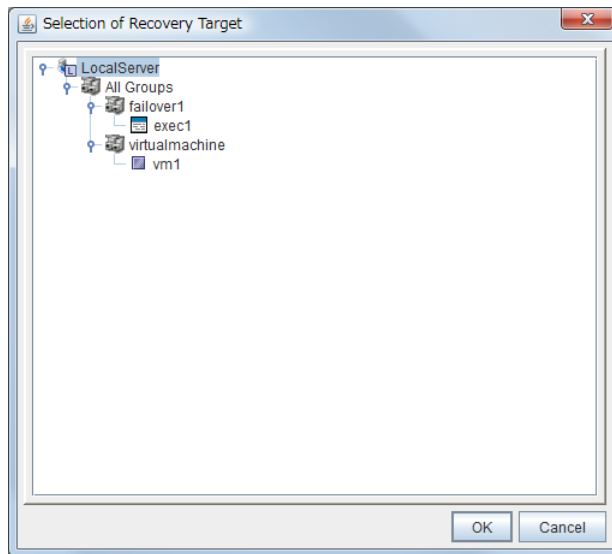 Selection of Recovery Target
LocalServer
All Groups
failover1
exec1
virtualmachine
vm1
OK
Cancel